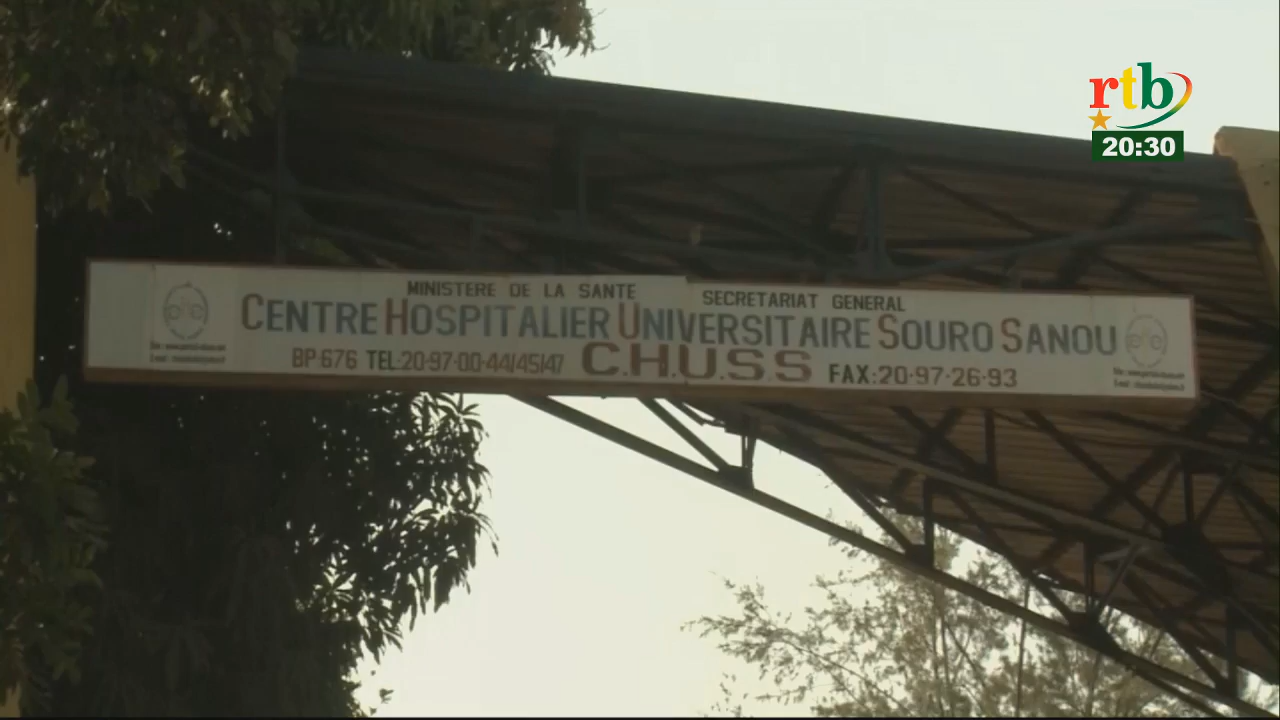 rtb
20:30
MINISTERE DE LA SANTE SECRETARIAT GENERAL
CENTRE HOSPITALIER UNIVERSITAIRE SOURO SANOU
BP:676 TEL:20-97-00-44/45/47 C.H.U.S.S FAX:20-97-26-93